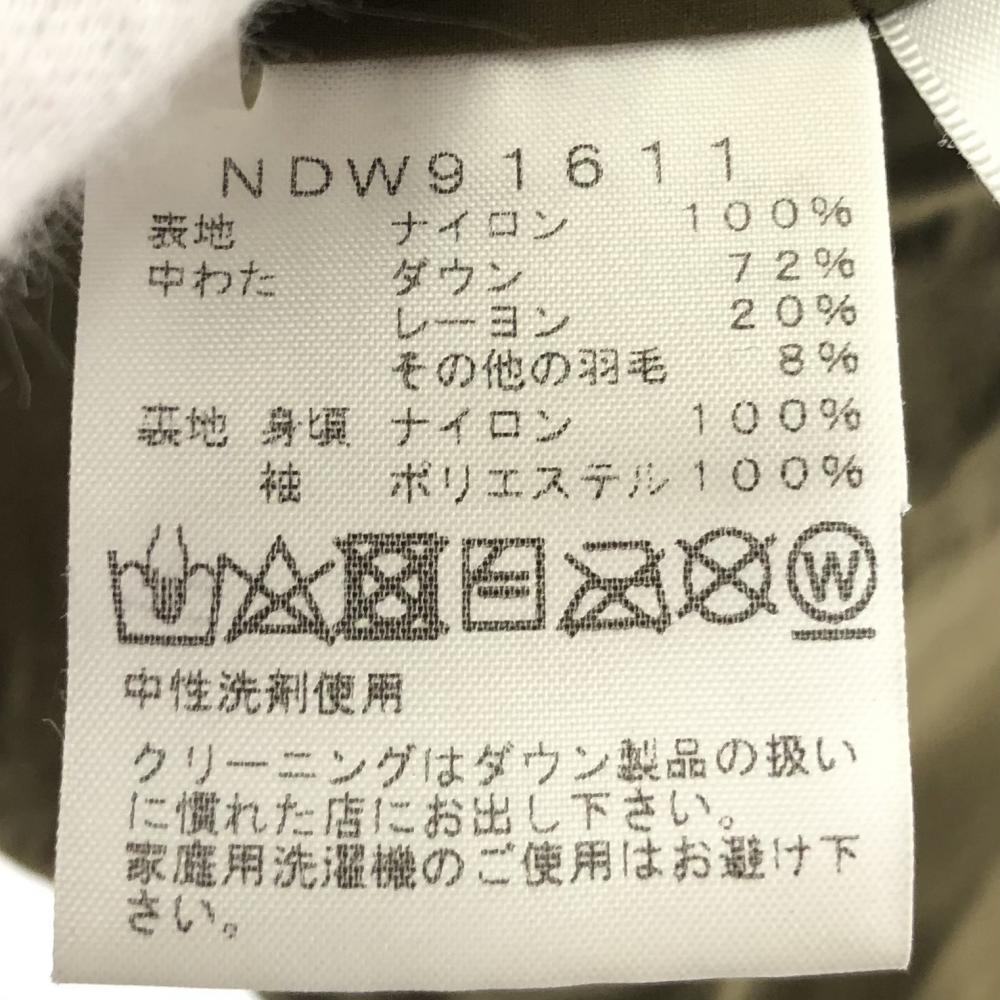 NDW91611
表地 ナイロン 100%
中わた ダウン 72%
レーヨン 20%
その他の羽毛 8%
裏地 身頃 ナイロン 100%
袖 ポリエステル 100%
W
中性洗剤使用
クリーニングはダウン製品の扱い
に慣れた店にお出し下さい。
家庭用洗濯機のご使用はお避け下
さい。